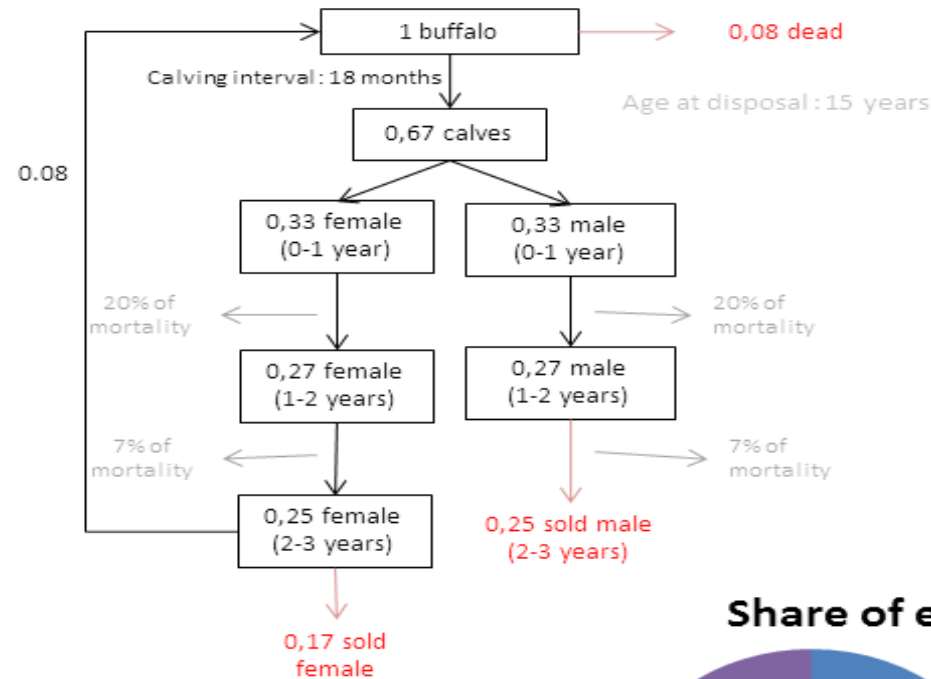 1 buffalo
0,08 dead
Calving interval: 18 months
Age at disposal: 15 years
0,67 calves
0.08
0,33 female
(0-1 year)
0,33 male
(0-1 year)
20% of
mortality
20% of
mortality
0,27 female
(1-2 years)
0,27 male
(1-2 years)
7% of
mortality
7% of
mortality
0,25 female
(2-3 years)
0,25 sold male
(2-3 years)
0,17 sold
female
Share of e